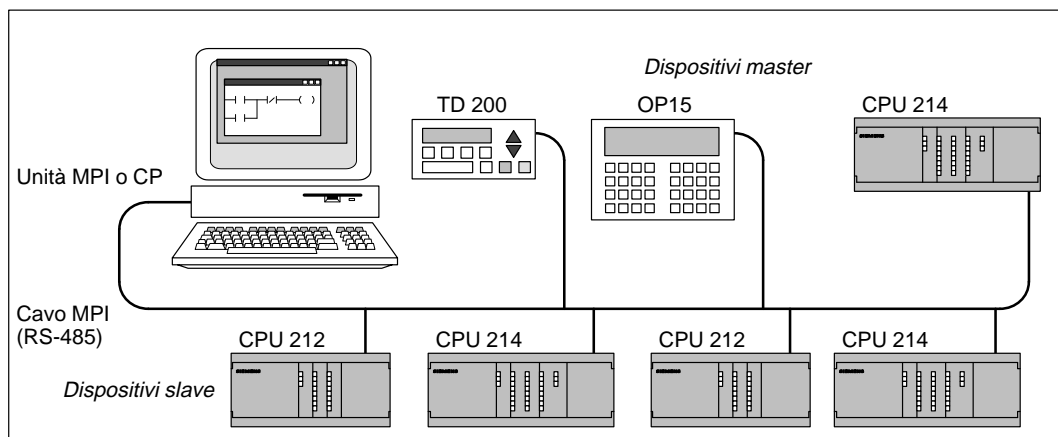 Dispositivi master
TD 200
OP15
CPU 214
Unità MPI o CP
Cavo MPI
(RS-485)
CPU 212
CPU 214
CPU 212
CPU 214
Dispositivi slave